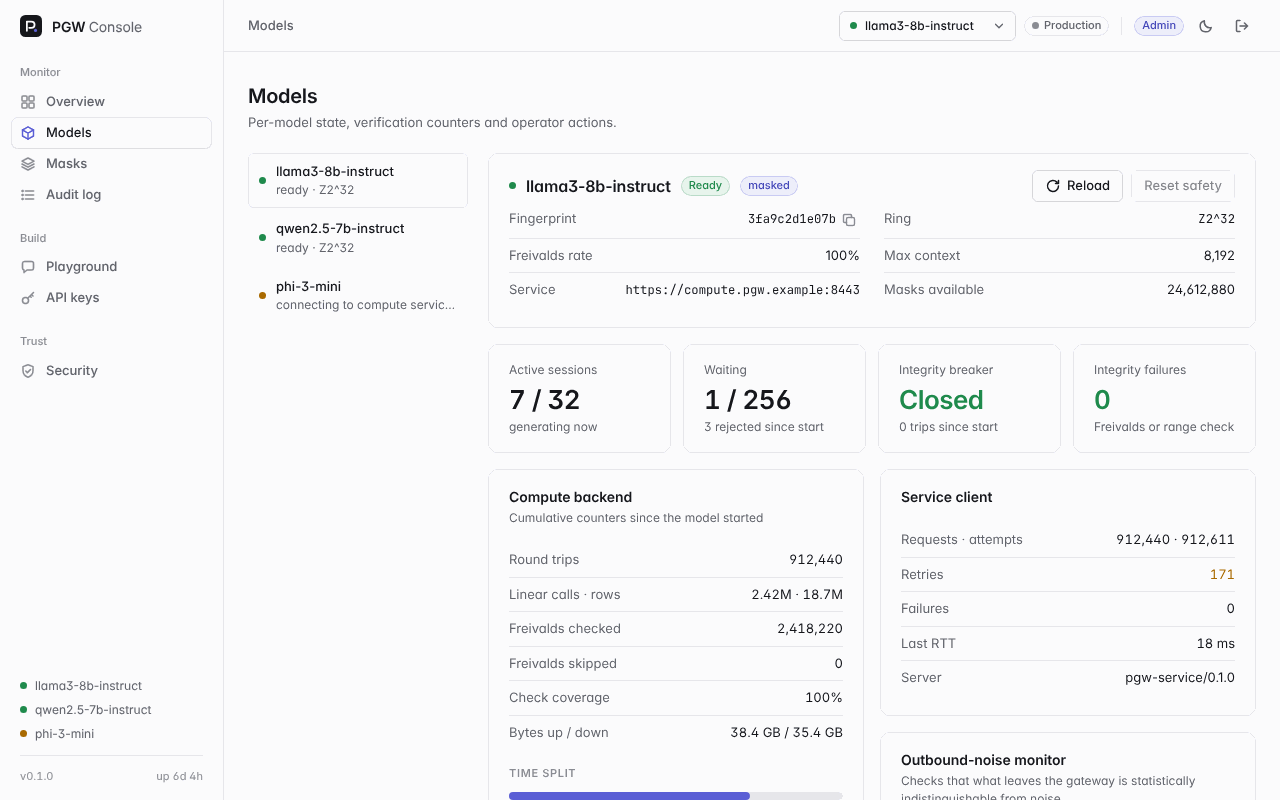 PGW Console
Monitor
Overview
Models
Masks
Audit log
Build
Playground
API keys
Trust
Security
llama3-8b-instruct
qwen2.5-7b-instruct
phi-3-mini
v0.1.0 up 6d 4h
Models
llama3-8b-instruct
Production
Admin
Models
Per-model state, verification counters and operator actions.
llama3-8b-instruct
ready · Z2^32
qwen2.5-7b-instruct
ready · Z2^32
phi-3-mini
connecting to compute servic...
llama3-8b-instruct Ready masked
Reload Reset safety
Fingerprint 3fa9c2d1e07b
Ring Z2^32
Freivalds rate 100%
Max context 8,192
Service https://compute.pgw.example:8443
Masks available 24,612,880
Active sessions
7 / 32
generating now
Waiting
1 / 256
3 rejected since start
Integrity breaker
Closed
0 trips since start
Integrity failures
0
Freivalds or range check
Compute backend
Cumulative counters since the model started
Round trips 912,440
Linear calls · rows 2.42M · 18.7M
Freivalds checked 2,418,220
Freivalds skipped 0
Check coverage 100%
Bytes up / down 38.4 GB / 35.4 GB
TIME SPLIT
Service client
Requests · attempts 912,440 · 912,611
Retries 171
Failures 0
Last RTT 18 ms
Server pgw-service/0.1.0
Outbound-noise monitor
Checks that what leaves the gateway is statistically
indistinguishable from noise.